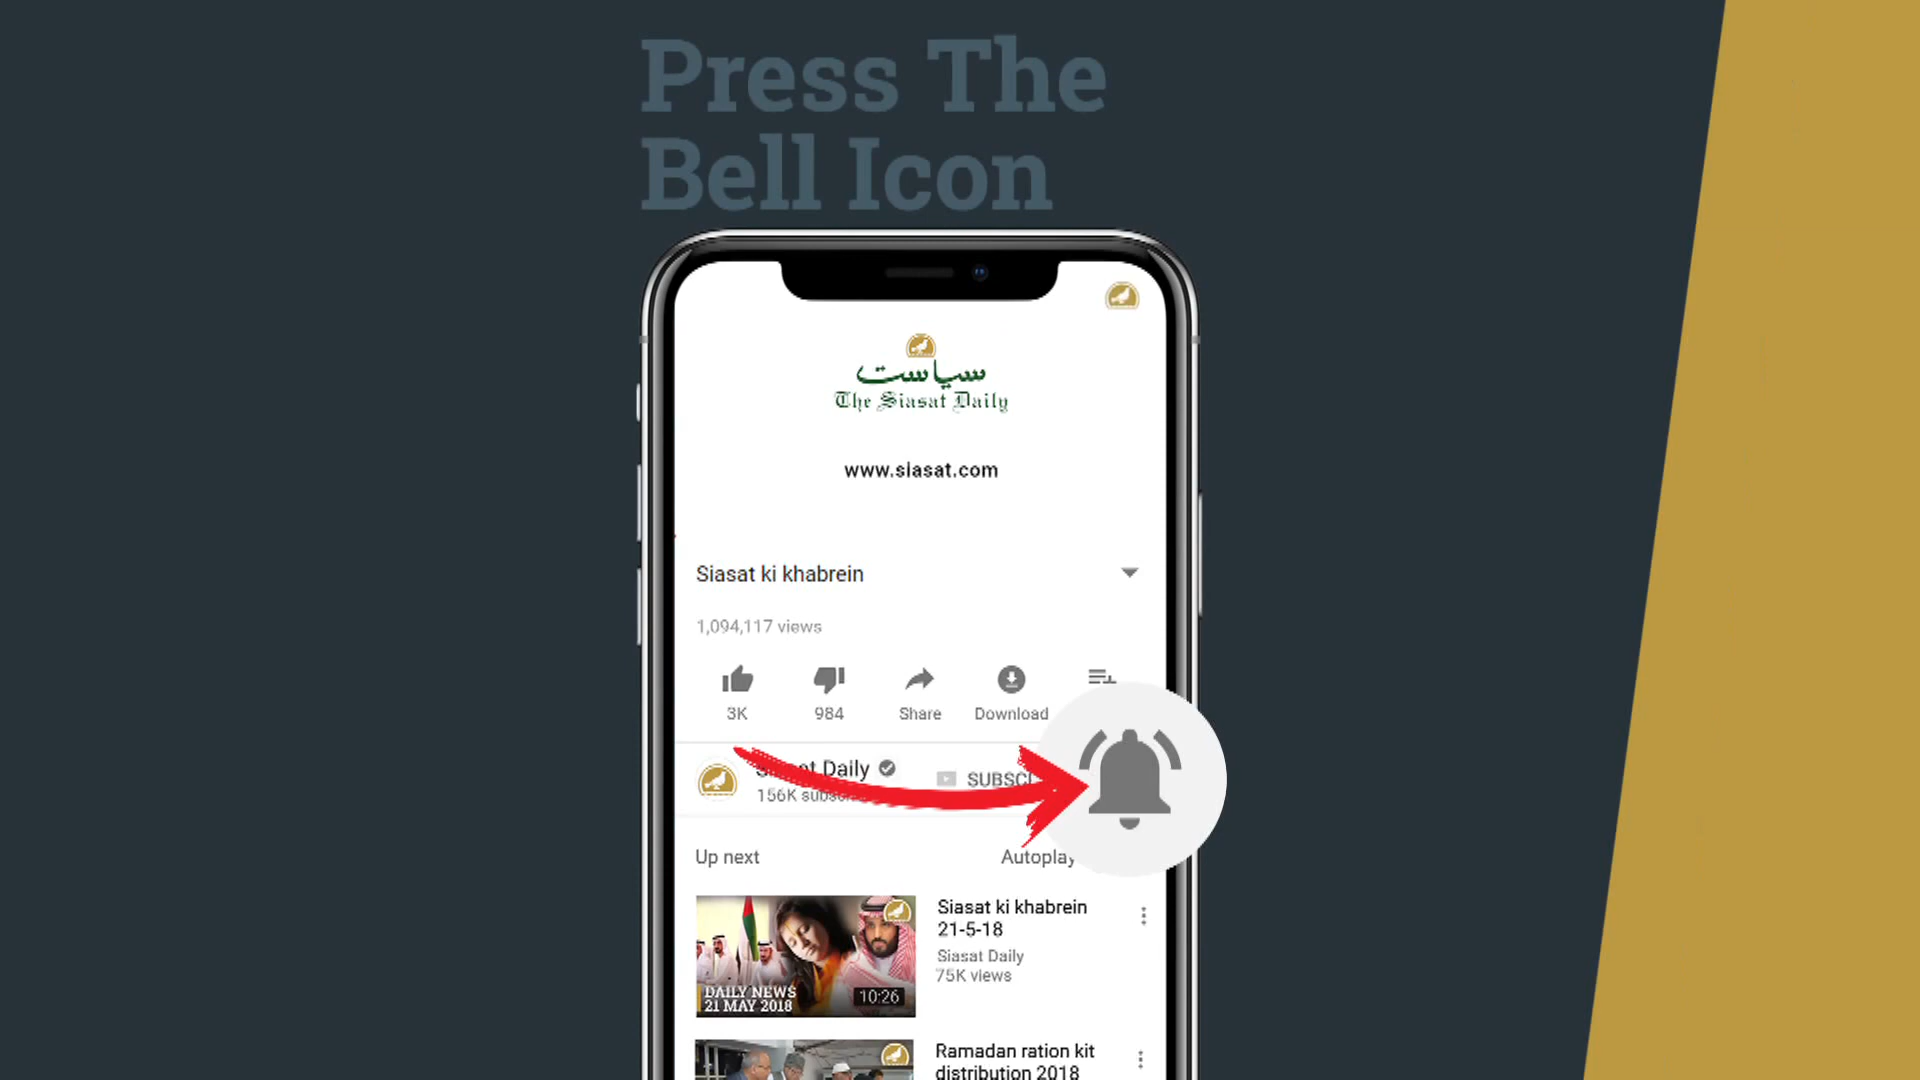 Press The
Bell Icon
سیاست
The Siasat Daily
www.siasat.com
Siasat ki khabrein
1,094,117 views
3K
984
Share
Download
Daily
156K
Up next
Autoplay
Siasat ki khabrein
21-5-18
Siasat Daily
75K views
DAILY NEWS
21 MAY 2018
10:26
Ramadan ration kit
distribution 2018